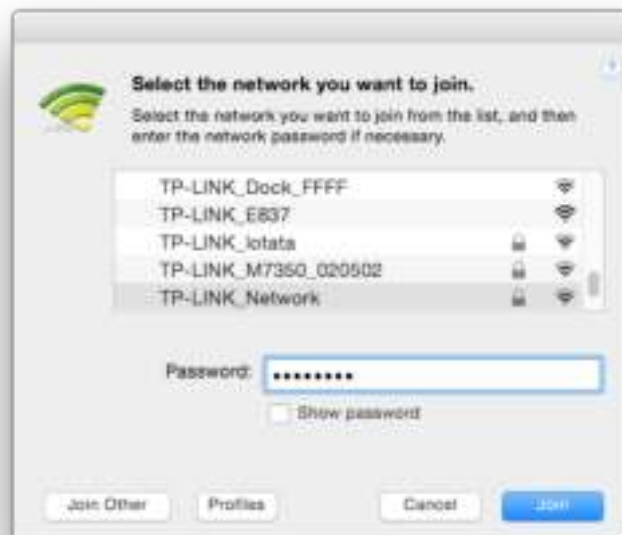 Select the network you want to join.
Select the network you want to join from the list, and then
enter the network password if necessary.
TP-LINK_Dock_FFFF
TP-LINK_E837
TP-LINK_lotata
TP-LINK_M7350_020502
TP-LINK_Network
Password: ••••••••
Show password
Join Other Profiles Cancel Join